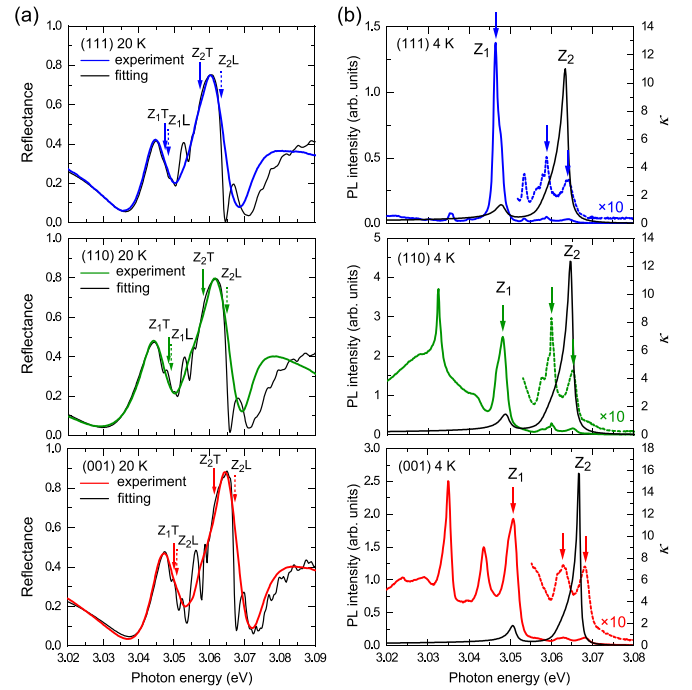 (a)
(111) 20 K
experiment
fitting
Z1T
Z1L
Z2T
Z2L
Reflectance
1.0
0.8
0.6
0.4
0.2
0.0
(110) 20 K
experiment
fitting
Z1T
Z1L
Z2T
Z2L
Reflectance
1.0
0.8
0.6
0.4
0.2
0.0
(001) 20 K
experiment
fitting
Z1T
Z1L
Z2T
Z2L
Reflectance
1.0
0.8
0.6
0.4
0.2
0.0
3.02 3.03 3.04 3.05 3.06 3.07 3.08 3.09
Photon energy (eV)
(b)
(111) 4 K
Z1
Z2
×10
PL intensity (arb. units)
1.5
1.0
0.5
0.0
κ
14
12
10
8
6
4
2
0
(110) 4 K
Z1
Z2
×10
PL intensity (arb. units)
5
4
3
2
1
0
κ
14
12
10
8
6
4
2
0
(001) 4 K
Z1
Z2
×10
PL intensity (arb. units)
3.0
2.5
2.0
1.5
1.0
0.5
0.0
κ
18
16
14
12
10
8
6
4
2
0
3.02 3.03 3.04 3.05 3.06 3.07 3.08
Photon energy (eV)